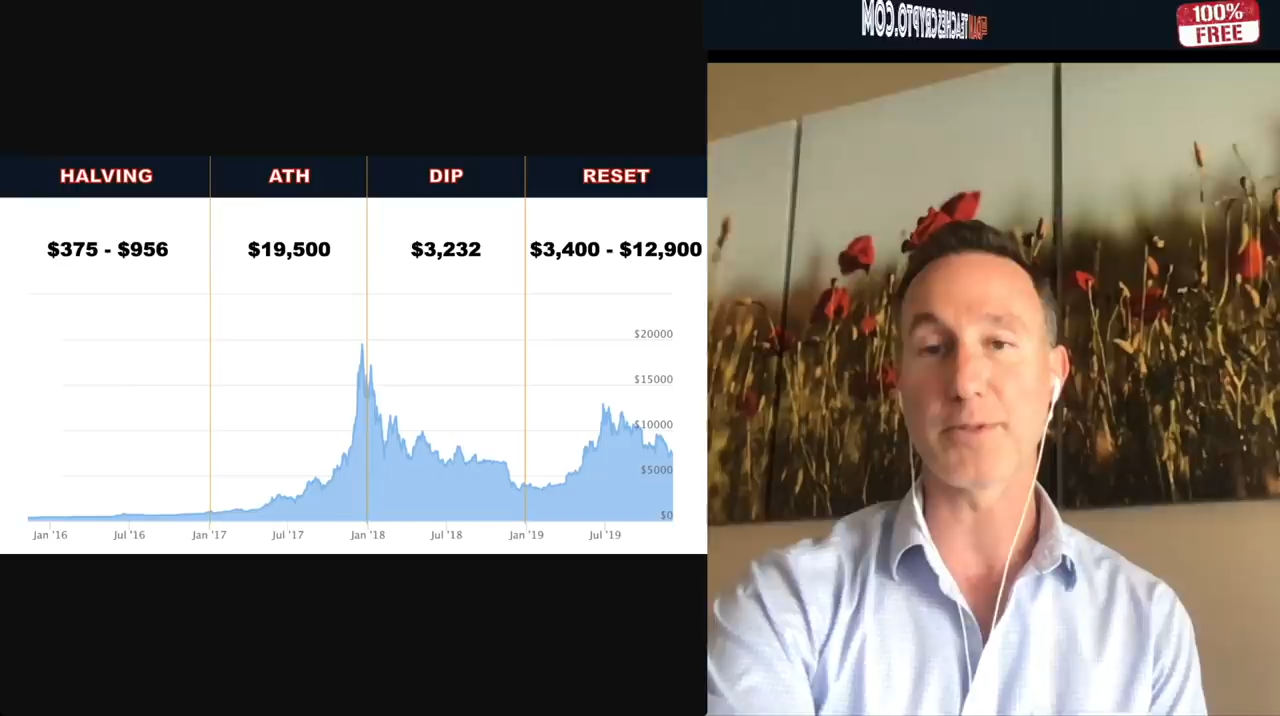 HALVING ATH DIP RESET
$375 - $956 $19,500 $3,232 $3,400 - $12,900
$20000
$15000
$10000
$5000
$0
Jan '16 Jul '16 Jan '17 Jul '17 Jan '18 Jul '18 Jan '19 Jul '19
DANTEACHESCRYPTO.COM
100%
FREE